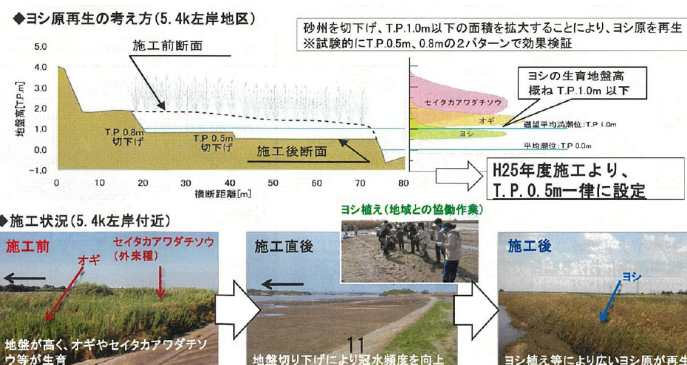 ◆ヨシ原再生の考え方(5.4k左岸地区)
砂州を切下げ、T.P.1.0m以下の面積を拡大することにより、ヨシ原を再生
※試験的にT.P.0.5m、0.8mの2パターンで効果検証
地盤高[T.P.m]
5.0
4.0
3.0
2.0
1.0
0.0
-1.0
施工前断面
T.P 0.8m
切下げ
T.P 0.5m
切下げ
施工後断面
0 10 20 30 40 50 60 70 80
横断距離[m]
ヨシの生育地盤高
概ね T.P.1.0m 以下
セイタカアワダチソウ
オギ
ヨシ
朔望平均満潮位:T.P 1.0m
平均潮位:T.P 0.0m
H25年度施工より、
T.P.0.5m一律に設定
◆施工状況(5.4k左岸付近)
ヨシ植え(地域との協働作業)
施工前
オギ
セイタカアワダチソウ
(外来種)
地盤が高く、オギやセイタカアワダチソ
ウ等が生育
施工直後
11
地盤切り下げにより冠水頻度を向上
施工後
ヨシ
ヨシ植え等により広いヨシ原が再生